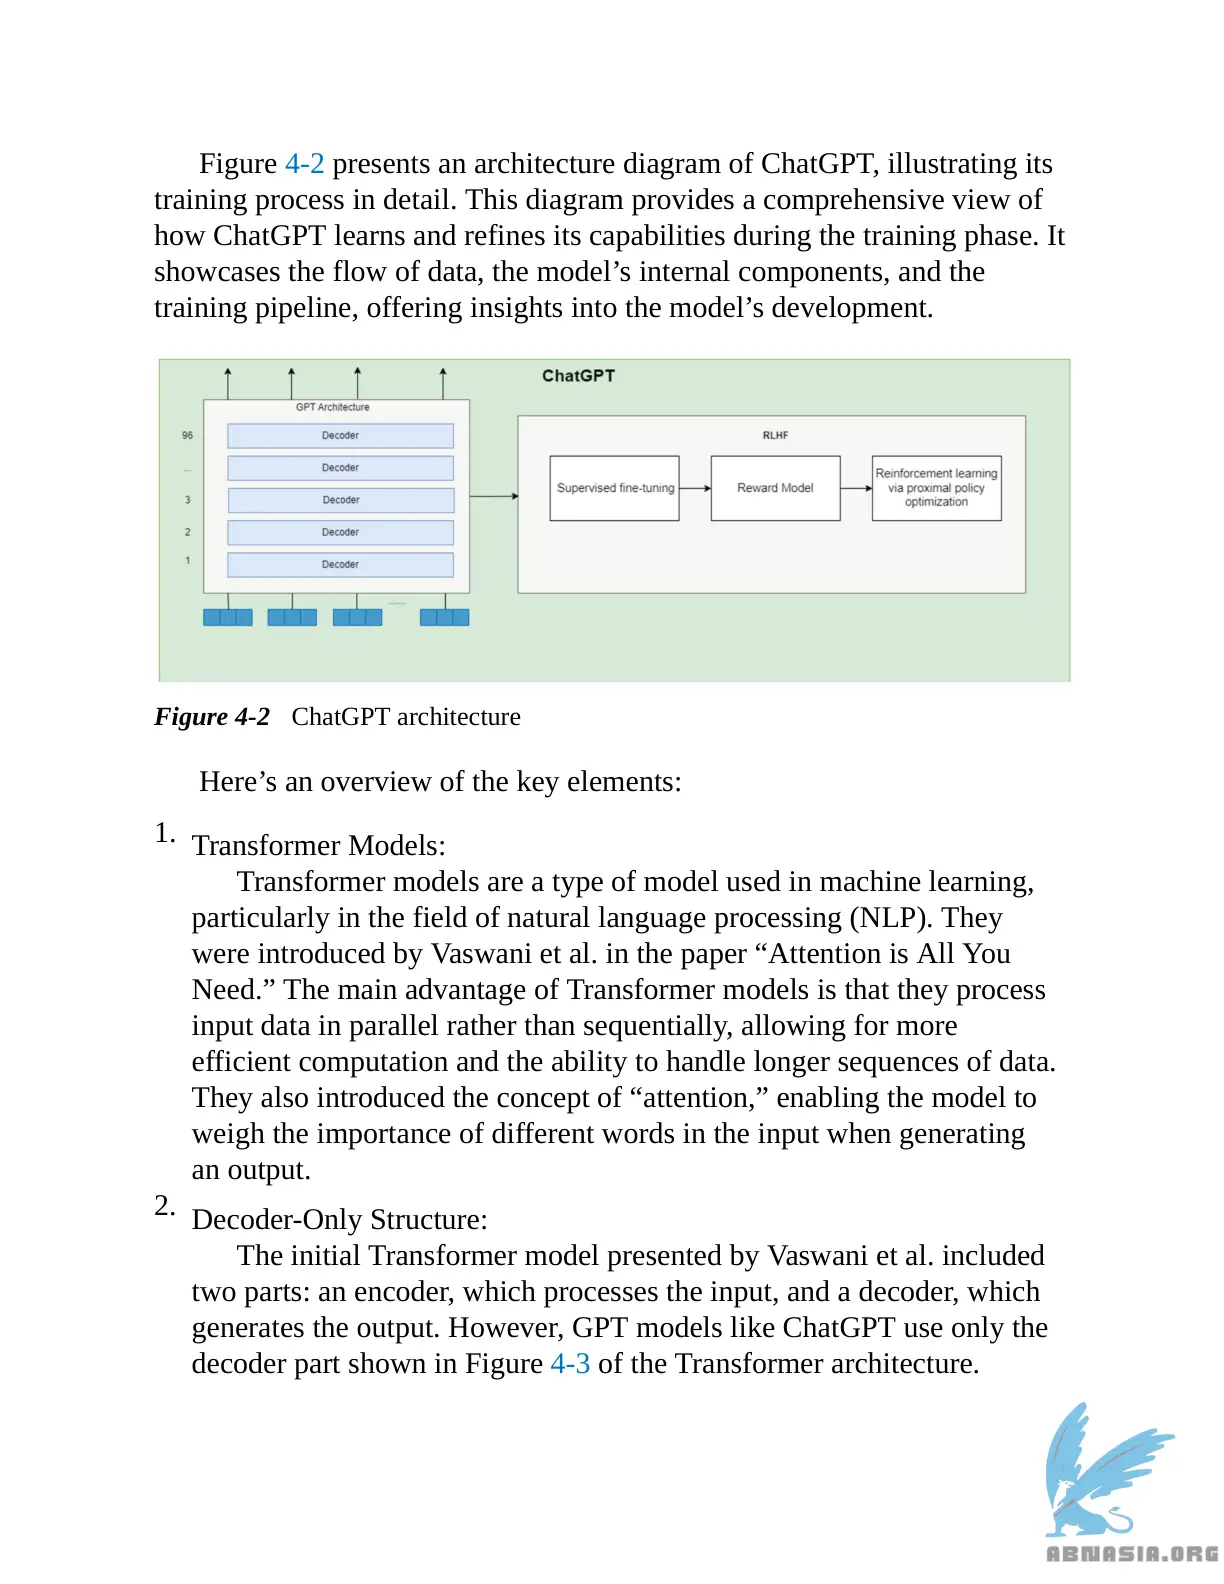 Figure 4-2 presents an architecture diagram of ChatGPT, illustrating its
training process in detail. This diagram provides a comprehensive view of
how ChatGPT learns and refines its capabilities during the training phase. It
showcases the flow of data, the model’s internal components, and the
training pipeline, offering insights into the model’s development.
ChatGPT
GPT Architecture
96 Decoder
... Decoder
3 Decoder
2 Decoder
1 Decoder
RLHF
Supervised fine-tuning
Reward Model
Reinforcement learning
via proximal policy
optimization
Figure 4-2 ChatGPT architecture
Here’s an overview of the key elements:
1. Transformer Models:
Transformer models are a type of model used in machine learning,
particularly in the field of natural language processing (NLP). They
were introduced by Vaswani et al. in the paper “Attention is All You
Need.” The main advantage of Transformer models is that they process
input data in parallel rather than sequentially, allowing for more
efficient computation and the ability to handle longer sequences of data.
They also introduced the concept of “attention,” enabling the model to
weigh the importance of different words in the input when generating
an output.
2. Decoder-Only Structure:
The initial Transformer model presented by Vaswani et al. included
two parts: an encoder, which processes the input, and a decoder, which
generates the output. However, GPT models like ChatGPT use only the
decoder part shown in Figure 4-3 of the Transformer architecture.
ABNASIA.ORG